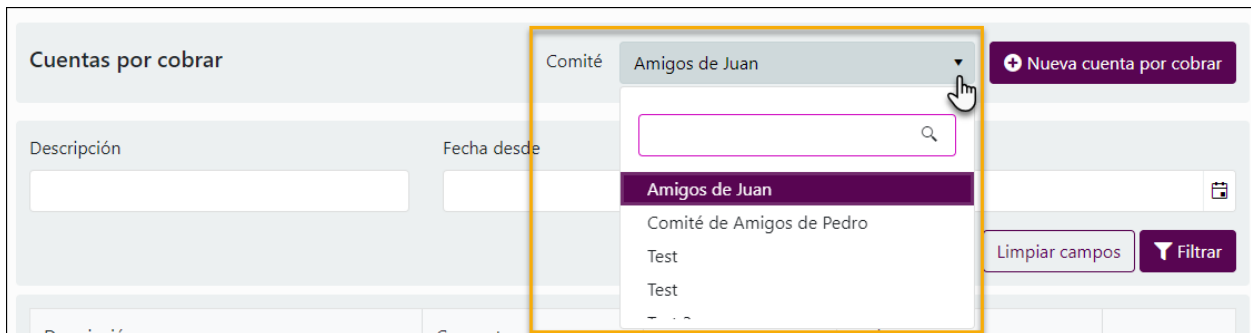 Cuentas por cobrar
Comité
Amigos de Juan
Nueva cuenta por cobrar
Descripción
Fecha desde
Amigos de Juan
Comité de Amigos de Pedro
Test
Test
Limpiar campos
Filtrar